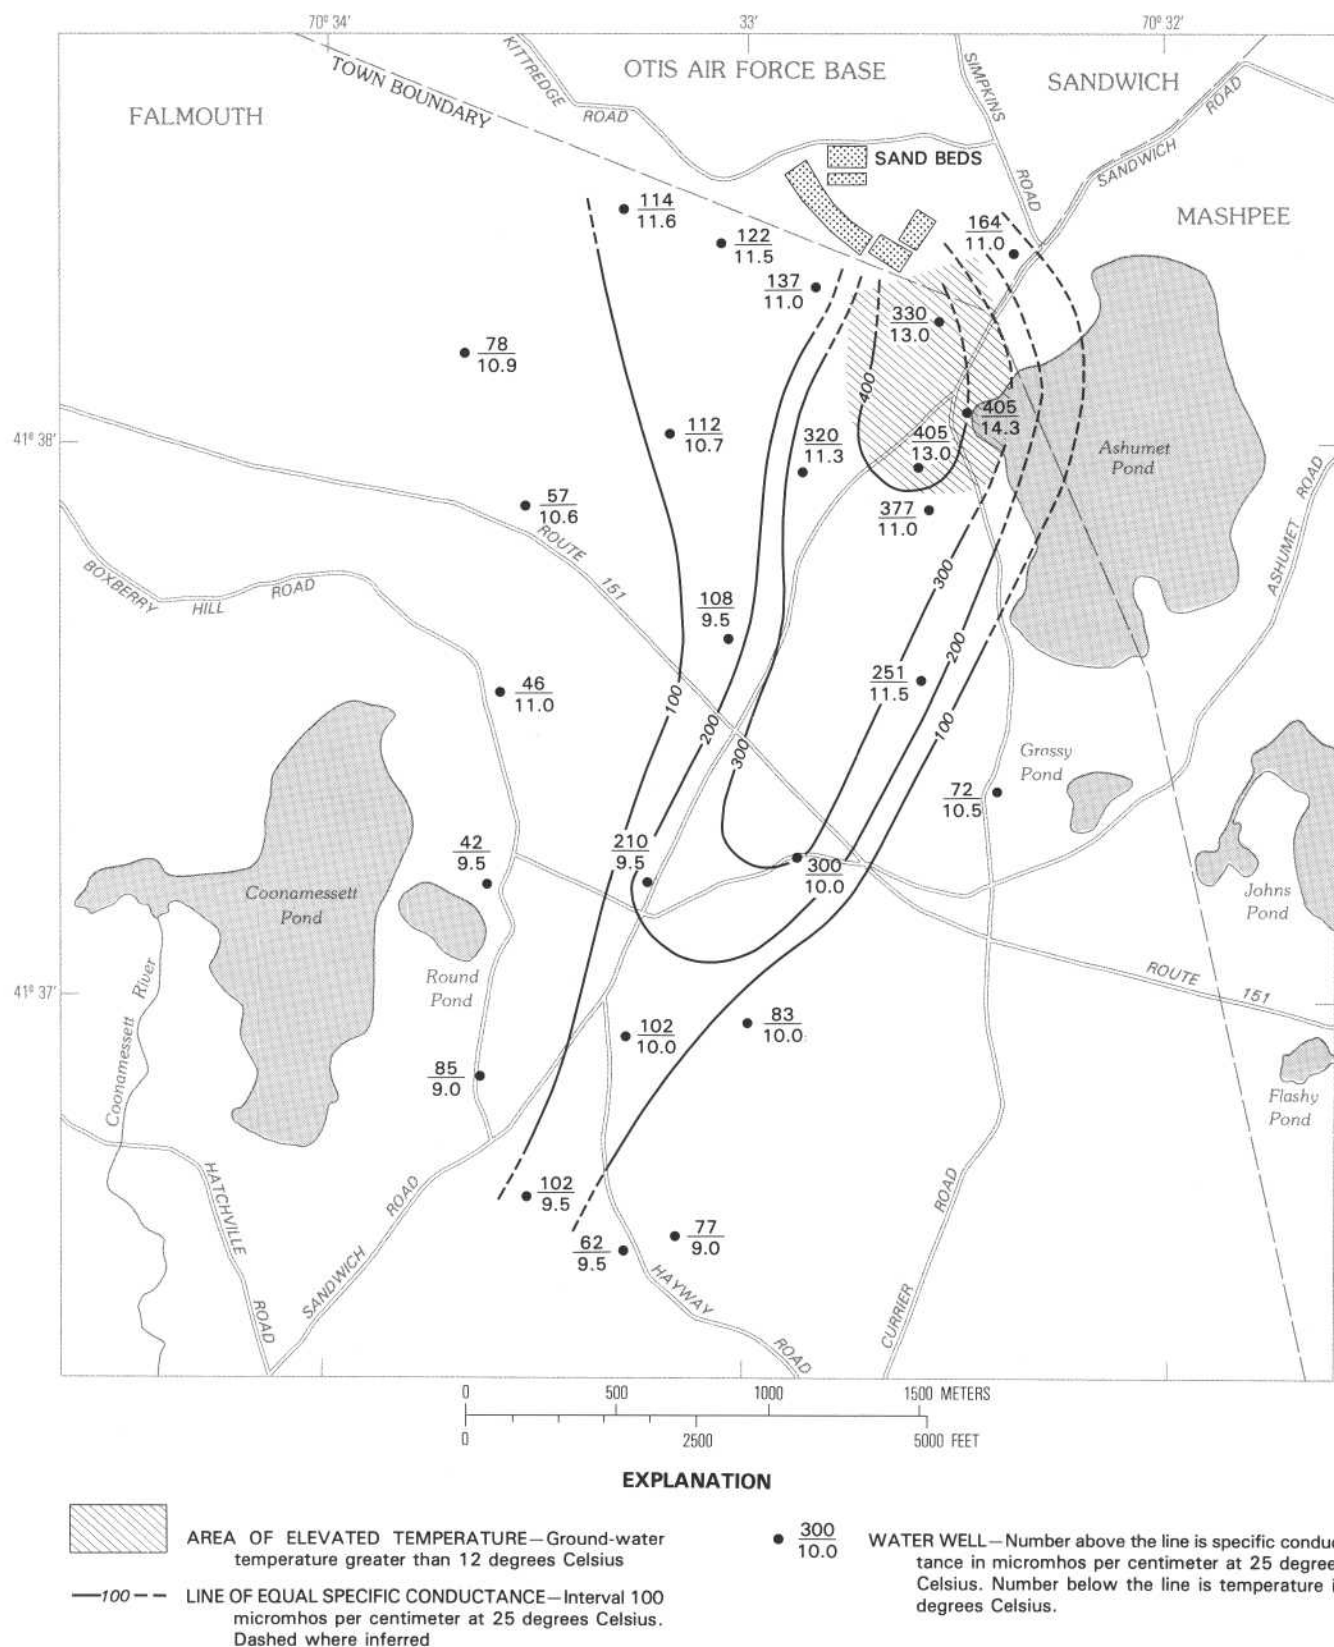 70° 34' 33' 70° 32'
KITTREDGE ROAD
OTIS AIR FORCE BASE
SIMPKINS ROAD
SANDWICH
TOWN BOUNDARY
FALMOUTH
SANDWICH ROAD
SAND BEDS
MASHPEE
114
11.6
122
11.5
164
11.0
137
11.0
330
13.0
78
10.9
400
405
14.3
112
10.7
320
11.3
405
13.0
41° 38'
Ashumet
Pond
57
10.6
377
11.0
ASHUMET ROAD
ROUTE 151
BOXBERRY HILL ROAD
300
108
9.5
200
46
11.0
251
11.5
100
200
300
100
Grassy
Pond
72
10.5
42
9.5
210
9.5
300
10.0
Coonamessett
Pond
Johns
Pond
Round
Pond
ROUTE 151
41° 37'
Coonamessett River
102
10.0
83
10.0
85
9.0
Flashy
Pond
HATCHVILLE ROAD
SANDWICH ROAD
102
9.5
62
9.5
77
9.0
HAYWAY ROAD
CURRIER ROAD
0 500 1000 1500 METERS
0 2500 5000 FEET
EXPLANATION
AREA OF ELEVATED TEMPERATURE—Ground-water
temperature greater than 12 degrees Celsius
100 LINE OF EQUAL SPECIFIC CONDUCTANCE—Interval 100
micromhos per centimeter at 25 degrees Celsius.
Dashed where inferred
300
10.0
WATER WELL—Number above the line is specific conduc
tance in micromhos per centimeter at 25 degree
Celsius. Number below the line is temperature i
degrees Celsius.